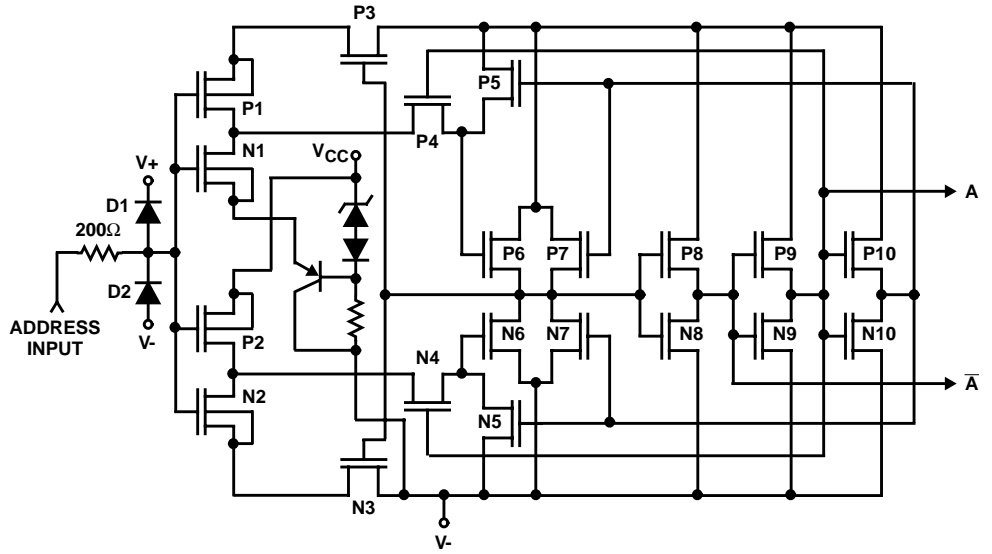 P3
P5
P1
P4
N1
VCC
V+
A
D1
200Ω
P6
P7
P8
P9
P10
D2
ADDRESS
INPUT
V-
P2
N4
N6
N7
N8
N9
N10
A̅
N2
N5
N3
V-